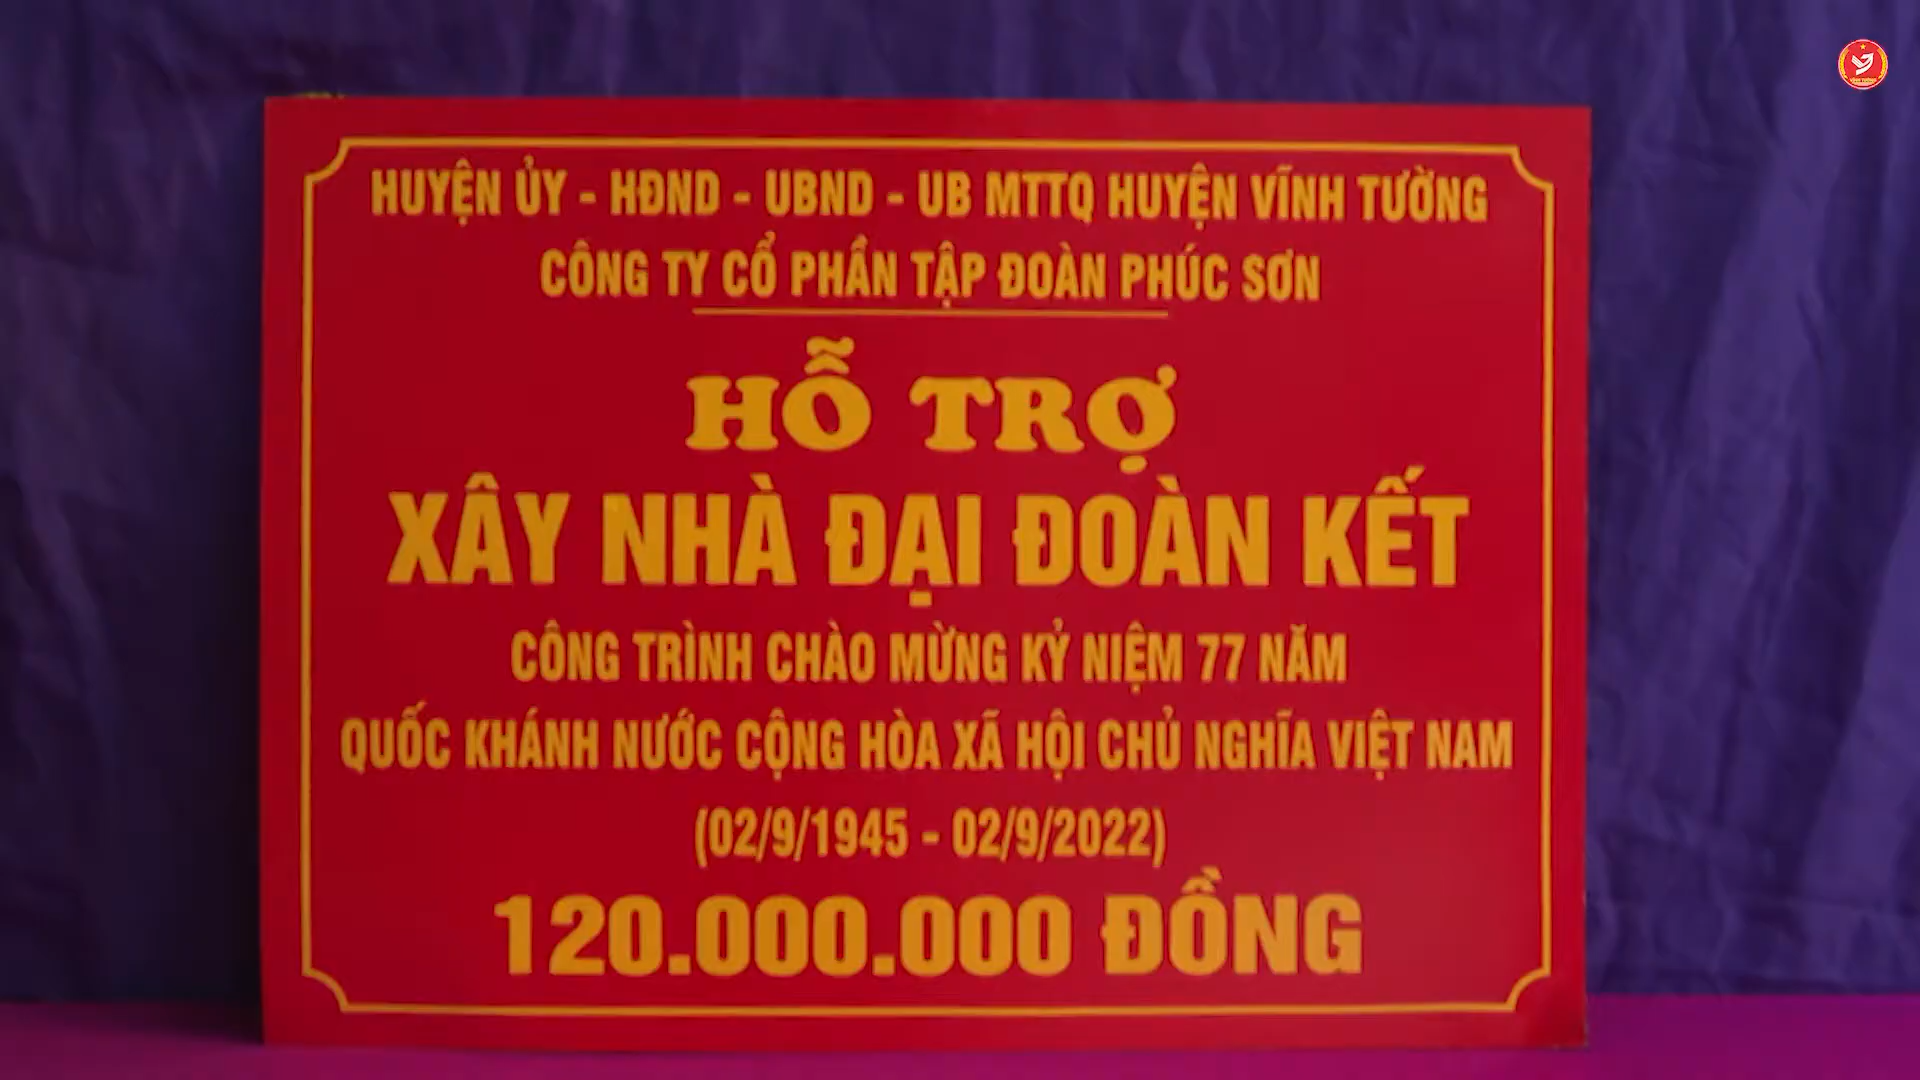 HUYỆN ỦY - HĐND - UBND - UB MTTQ HUYỆN VĨNH TƯỜNG
CÔNG TY CỔ PHẦN TẬP ĐOÀN PHÚC SƠN
HỖ TRỢ
XÂY NHÀ ĐẠI ĐOÀN KẾT
CÔNG TRÌNH CHÀO MỪNG KỶ NIỆM 77 NĂM
QUỐC KHÁNH NƯỚC CỘNG HÒA XÃ HỘI CHỦ NGHĨA VIỆT NAM
(02/9/1945 - 02/9/2022)
120.000.000 ĐỒNG